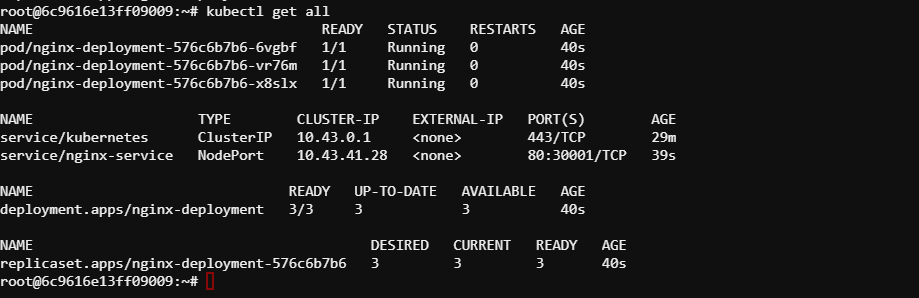 root@6c9616e13ff09009:~# kubectl get all
NAME                                    READY   STATUS    RESTARTS   AGE
pod/nginx-deployment-576c6b7b6-6vgbf   1/1     Running   0          40s
pod/nginx-deployment-576c6b7b6-vr76m   1/1     Running   0          40s
pod/nginx-deployment-576c6b7b6-x8slx   1/1     Running   0          40s
NAME                    TYPE        CLUSTER-IP    EXTERNAL-IP   PORT(S)        AGE
service/kubernetes      ClusterIP   10.43.0.1     <none>        443/TCP        29m
service/nginx-service   NodePort    10.43.41.28   <none>        80:30001/TCP   39s
NAME                               READY   UP-TO-DATE   AVAILABLE   AGE
deployment.apps/nginx-deployment   3/3     3            3           40s
NAME                                         DESIRED   CURRENT   READY   AGE
replicaset.apps/nginx-deployment-576c6b7b6   3         3         3       40s
root@6c9616e13ff09009:~#